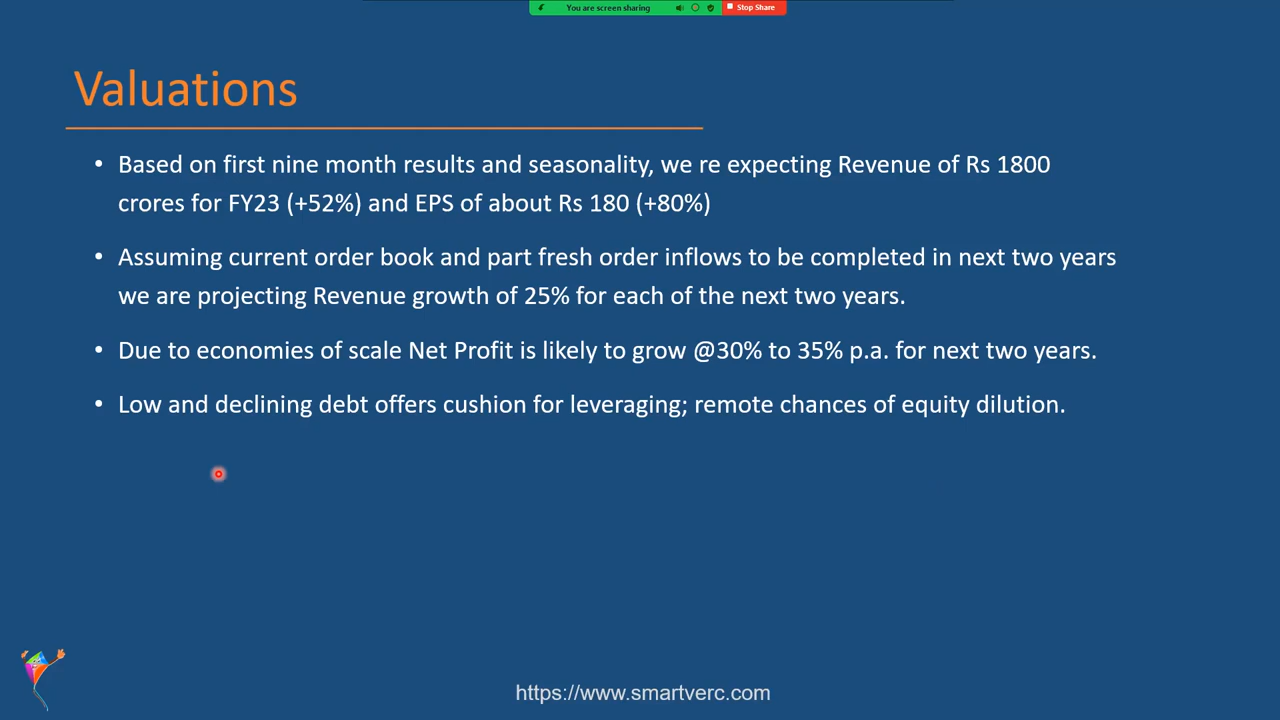 You are screen sharing
Stop Share
Valuations
• Based on first nine month results and seasonality, we re expecting Revenue of Rs 1800
crores for FY23 (+52%) and EPS of about Rs 180 (+80%)
• Assuming current order book and part fresh order inflows to be completed in next two years
we are projecting Revenue growth of 25% for each of the next two years.
• Due to economies of scale Net Profit is likely to grow @30% to 35% p.a. for next two years.
• Low and declining debt offers cushion for leveraging; remote chances of equity dilution.
https://www.smartverc.com